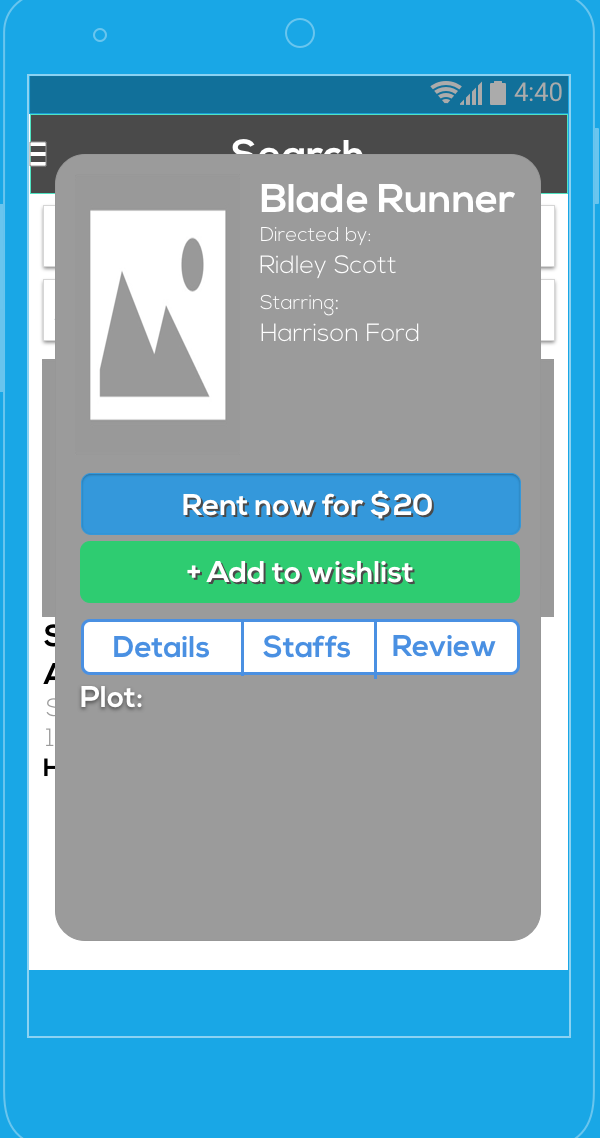 4:40
Search
Blade Runner
Directed by:
Ridley Scott
Starring:
Harrison Ford
Rent now for $20
+ Add to wishlist
Details Staffs Review
Plot: